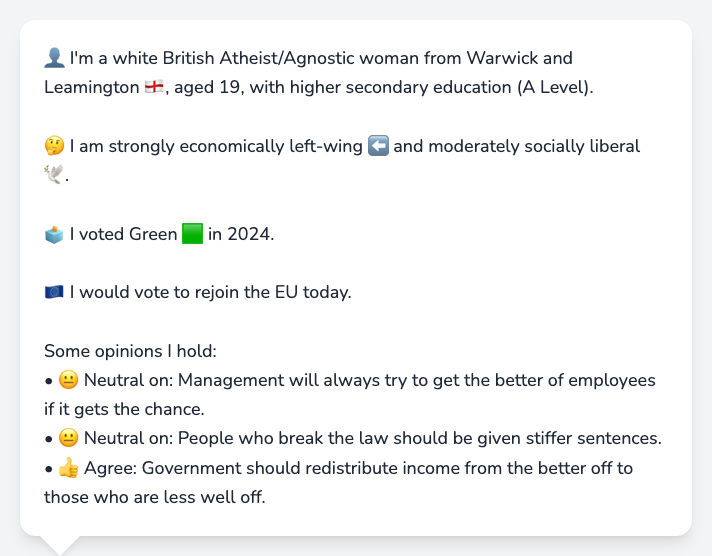 👤 I'm a white British Atheist/Agnostic woman from Warwick and
Leamington 🏴󠁧󠁢󠁥󠁮󠁧󠁿, aged 19, with higher secondary education (A Level).
🤔 I am strongly economically left-wing ⬅️ and moderately socially liberal
🕊️.
🗳️ I voted Green 🟩 in 2024.
🇪🇺 I would vote to rejoin the EU today.
Some opinions I hold:
• 😐 Neutral on: Management will always try to get the better of employees
if it gets the chance.
• 😐 Neutral on: People who break the law should be given stiffer sentences.
• 👍 Agree: Government should redistribute income from the better off to
those who are less well off.